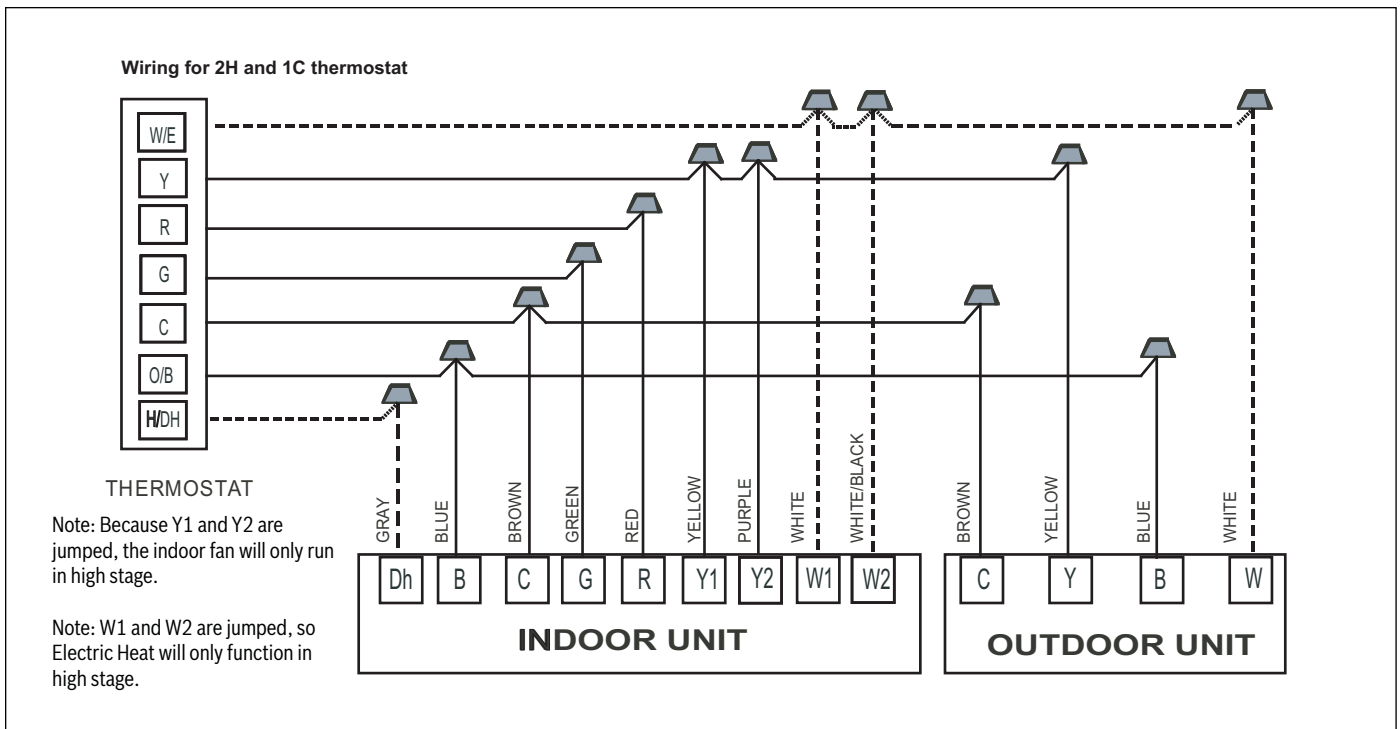 Wiring for 2H and 1C thermostat
W/E
Y
R
G
C
O/B
H/DH
THERMOSTAT
Note: Because Y1 and Y2 are
jumped, the indoor fan will only run
in high stage.
Note: W1 and W2 are jumped, so
Electric Heat will only function in
high stage.
GRAY
BLUE
BROWN
GREEN
RED
YELLOW
PURPLE
WHITE
WHITE/BLACK
BROWN
YELLOW
BLUE
WHITE
Dh B C G R Y1 Y2 W1 W2
INDOOR UNIT
C Y B W
OUTDOOR UNIT